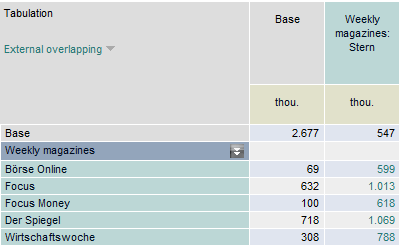 Tabulation
External overlapping
Base
Weekly magazines: Stern
thou. thou.
Base 2.677 547
Weekly magazines
Börse Online 69 599
Focus 632 1.013
Focus Money 100 618
Der Spiegel 718 1.069
Wirtschaftswoche 308 788